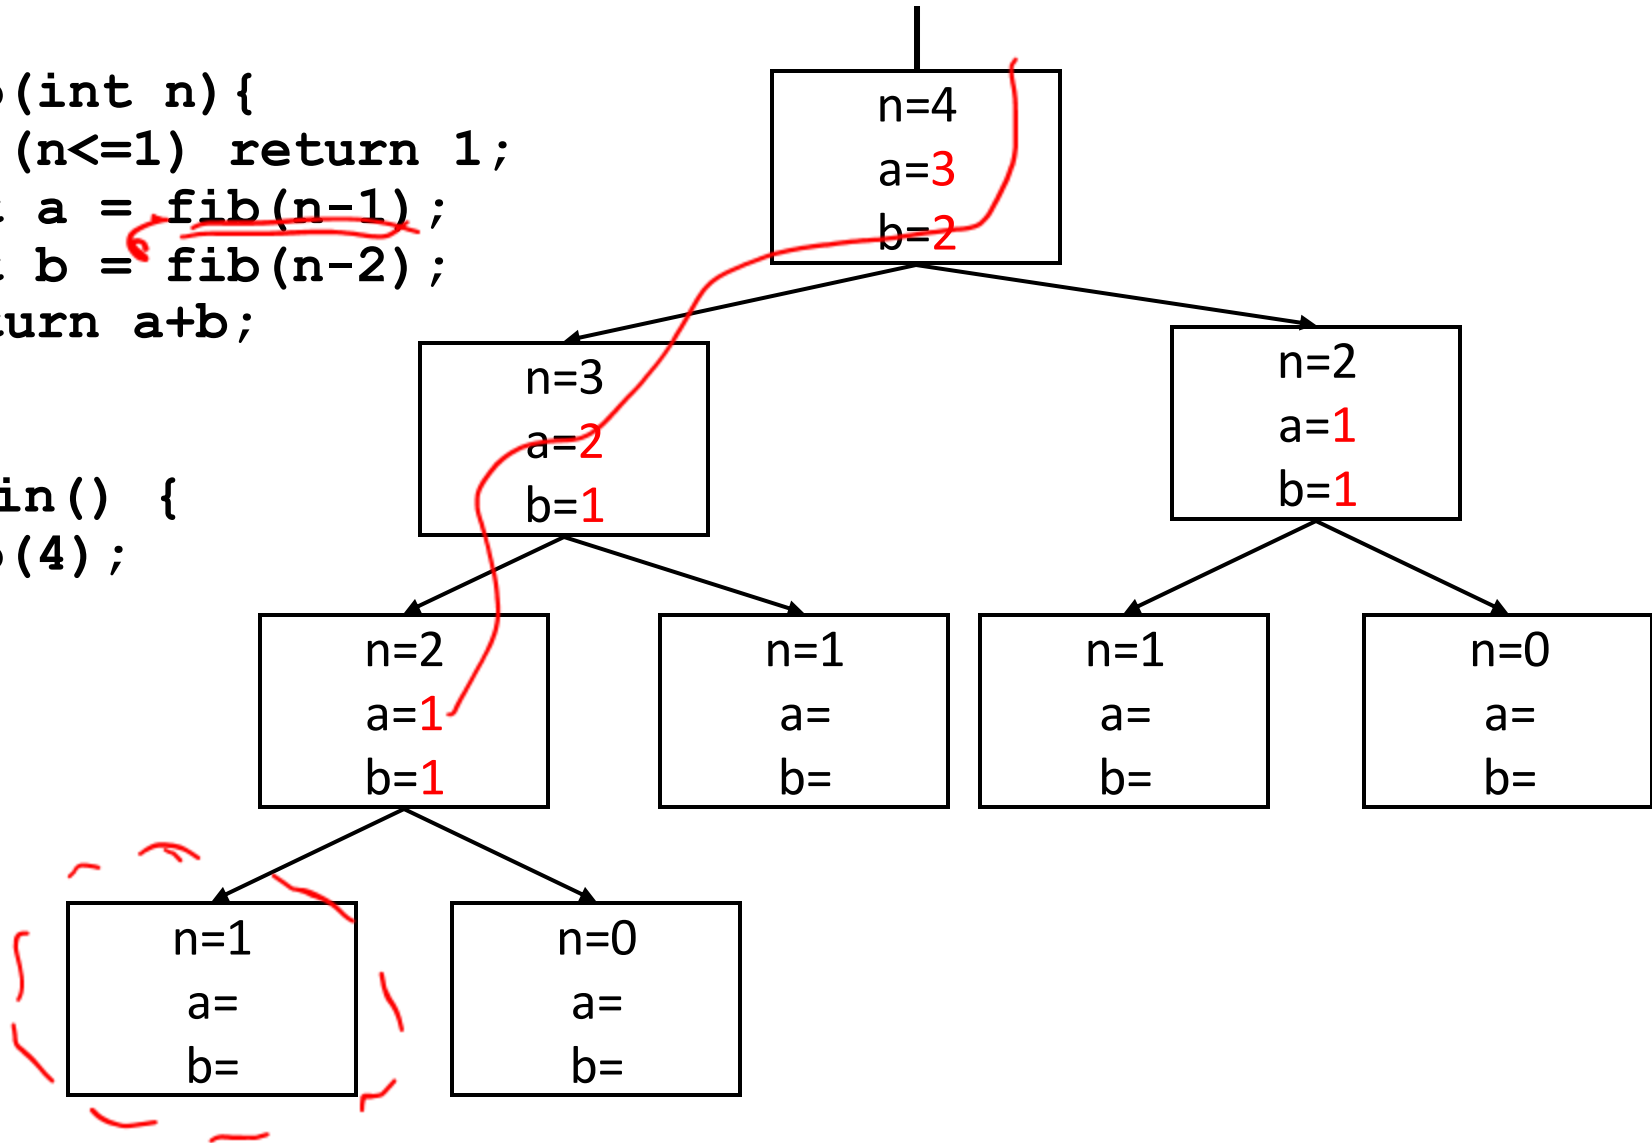 (int n){
(n<=1) return 1;
a = fib(n-1);
b = fib(n-2);
urn a+b;
in() {
(4);
n=4
a=3
b=2
n=3
a=2
b=1
n=2
a=1
b=1
n=2
a=1
b=1
n=1
a=
b=
n=1
a=
b=
n=0
a=
b=
n=1
a=
b=
n=0
a=
b=